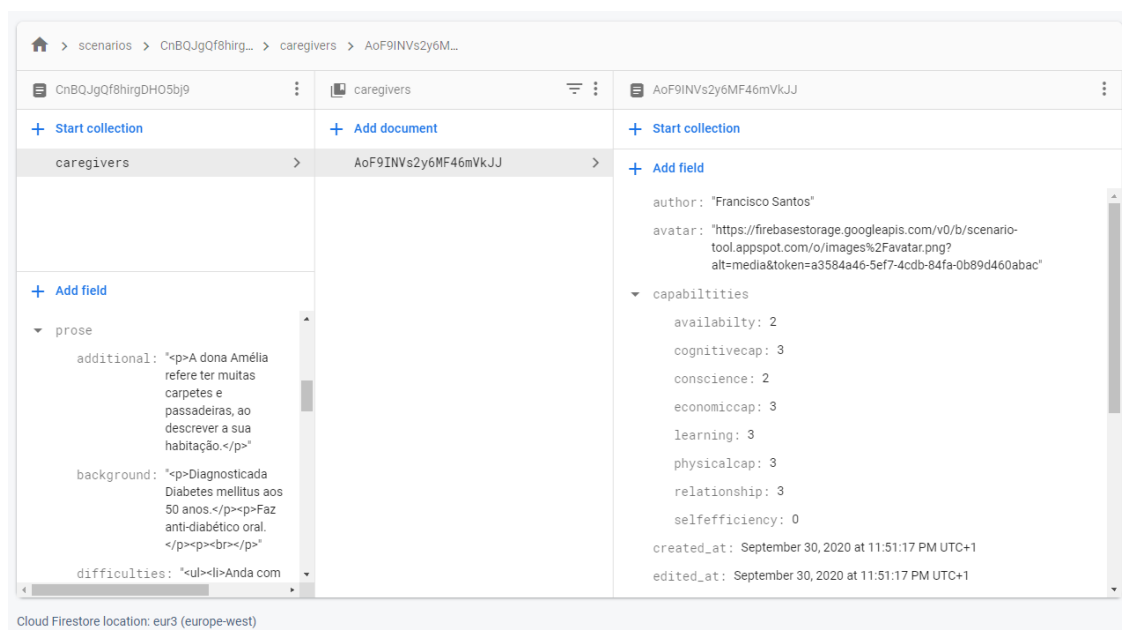 scenarios > CnBQJgQf8hirg... > caregivers > AoF9INVs2y6M...
CnBQJgQf8hirgDHO5bj9
Start collection
caregivers
Add field
prose
additional: "<p>A dona Amélia
refere ter muitas
carpetes e
passadeiras, ao
descrever a sua
habitação.</p>"
background: "<p>Diagnosticada
Diabetes mellitus aos
50 anos.</p><p>Faz
anti-diabético oral.
</p><p><br></p>"
difficulties: "<ul><li>Anda com
caregivers
Add document
AoF9INVs2y6MF46mVkJJ
AoF9INVs2y6MF46mVkJJ
Start collection
Add field
author: "Francisco Santos"
avatar: "https://firebasestorage.googleapis.com/v0/b/scenario-
tool.appspot.com/o/images%2Favatar.png?
alt=media&token=a3584a46-5ef7-4cdb-84fa-0b89d460abac"
capabiltities
availabilty: 2
cognitivecap: 3
conscience: 2
economiccap: 3
learning: 3
physicalcap: 3
relationship: 3
selfefficiency: 0
created_at: September 30, 2020 at 11:51:17 PM UTC+1
edited_at: September 30, 2020 at 11:51:17 PM UTC+1
Cloud Firestore location: eur3 (europe-west)